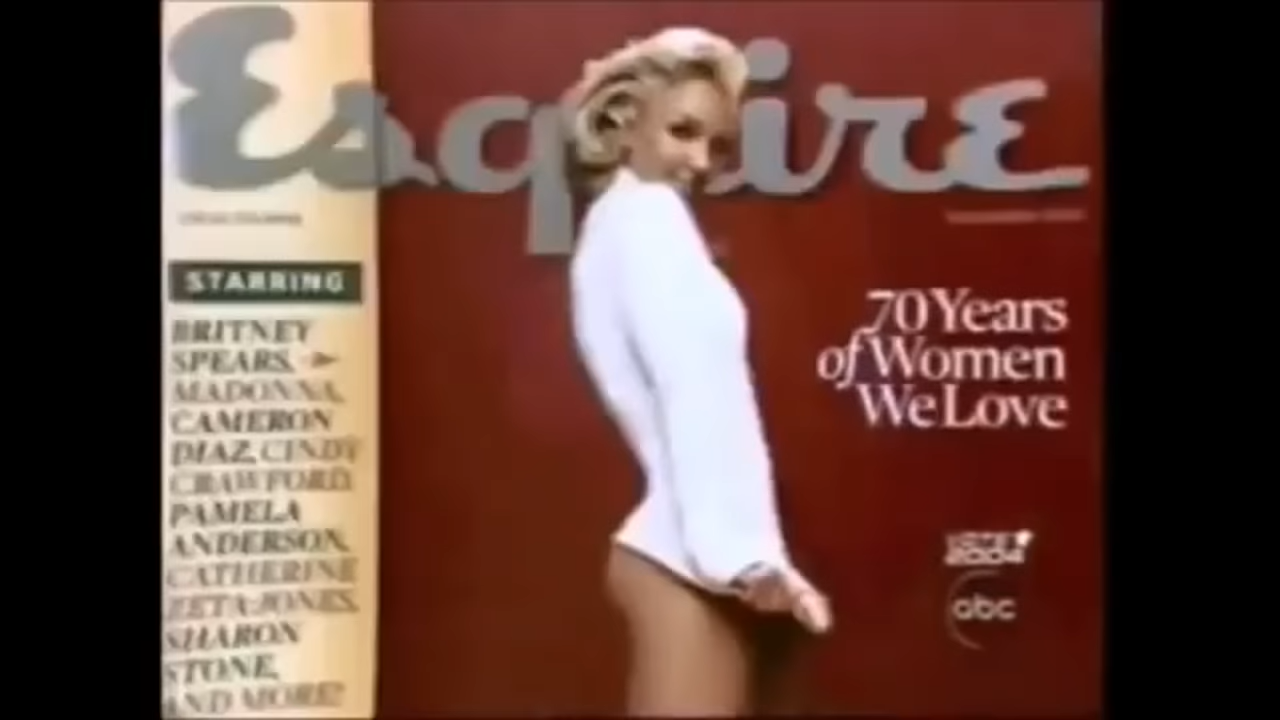 Esquire
STARRING
BRITNEY
SPEARS,
MADONNA,
CAMERON
DIAZ, CINDY
CRAWFORD,
PAMELA
ANDERSON,
CATHERINE
ZETA-JONES,
SHARON
STONE,
AND MORE!
70 Years
of Women
We Love
2004
abc